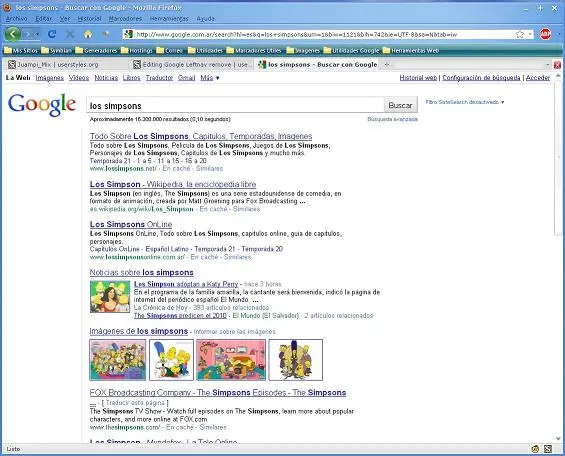 los simpsons - Buscar con Google - Mozilla Firefox
Archivo Editar Ver Historial Marcadores Herramientas Ayuda
http://www.google.com.ar/search?hl=es&q=los+simpsons&um=1&biw=1121&bih=742&ie=UTF-8&sa=N&tab=iw
Mis Sitios Symbian Generadores Hosting Correo Utilidades Marcadores Utiles Imagenes Utilidades Google Herramientas Web
Juampi_Mix | userstyles.org
Editing Google Leftnav remove | use...
los simpsons - Buscar con Google
La Web Imágenes Vídeos Noticias Libros Traductor Gmail Más
Historial web | Configuración de búsqueda | Acceder
Google
los simpsons
Buscar
Filtro SafeSearch desactivado
Aproximadamente 16.300.000 resultados (0,10 segundos)
Búsqueda avanzada
Todo Sobre Los Simpsons, Capitulos, Temporadas, Imagenes
Todo Sobre Los Simpsons, Pelicula de Los Simpsons, Juegos de Los Simpsons,
Personajes de Los Simpsons, Capitulos de Los Simpsons y mucho más.
Temporada 21 - 1 a 5 - 11 a 15 - 16 a 20
www.lossimpsons.net/ - En caché - Similares
Los Simpson - Wikipedia, la enciclopedia libre
Los Simpson (en inglés, The Simpsons) es una serie estadounidense de comedia, en
formato de animación, creada por Matt Groening para Fox Broadcasting ...
es.wikipedia.org/wiki/Los_Simpson - En caché - Similares
Los Simpsons OnLine
Los Simpsons OnLine, Todo sobre Los Simpsons, capitulos online, guia de capitulos,
personajes.
Capitulos OnLine - Español Latino - Temporada 21 - Temporada 20
www.lossimpsonsonline.com.ar/ - En caché - Similares
Noticias sobre los simpsons
Los Simpson adoptan a Katy Perry - hace 3 horas
En el programa de la familia amarilla, la cantante será bienvenida, indicó la página de
internet del periódico español El Mundo. ...
La Crónica de Hoy - 393 artículos relacionados
The Simpsons predicen el 2010 - El Mundo (El Salvador) - 2 artículos relacionados
Imágenes de los simpsons - Informar sobre las imágenes
FOX Broadcasting Company - The Simpsons Episodes - The Simpsons
... - [ Traducir esta página ]
The Simpsons TV Show - Watch full episodes on The Simpsons, learn more about popular
characters, and more online at FOX.com
www.thesimpsons.com/ - En caché - Similares
Los Simpson - Mundofox - La Tele Online
Listo